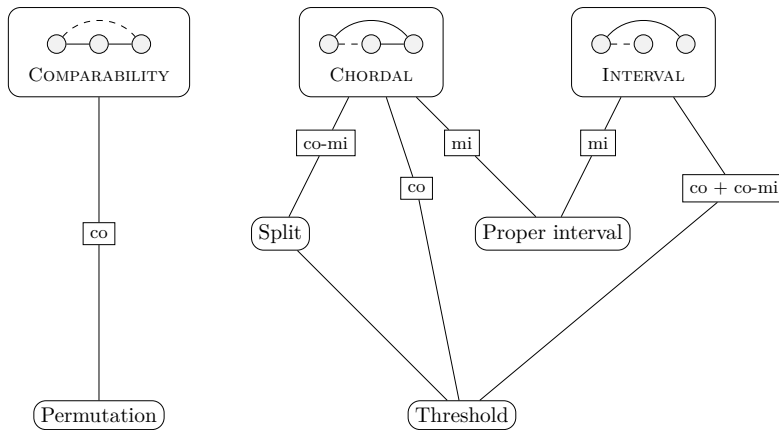 COMPARABILITY
CHORDAL
INTERVAL
co-mi
mi
mi
co
co + co-mi
co
Split
Proper interval
Permutation
Threshold